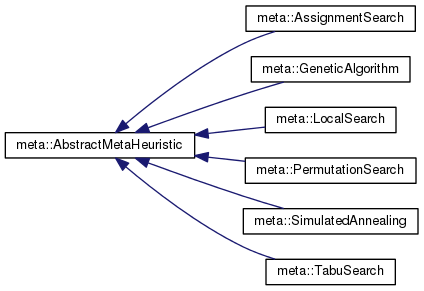 meta::AssignmentSearch
meta::GeneticAlgorithm
meta::LocalSearch
meta::AbstractMetaHeuristic
meta::PermutationSearch
meta::SimulatedAnnealing
meta::TabuSearch